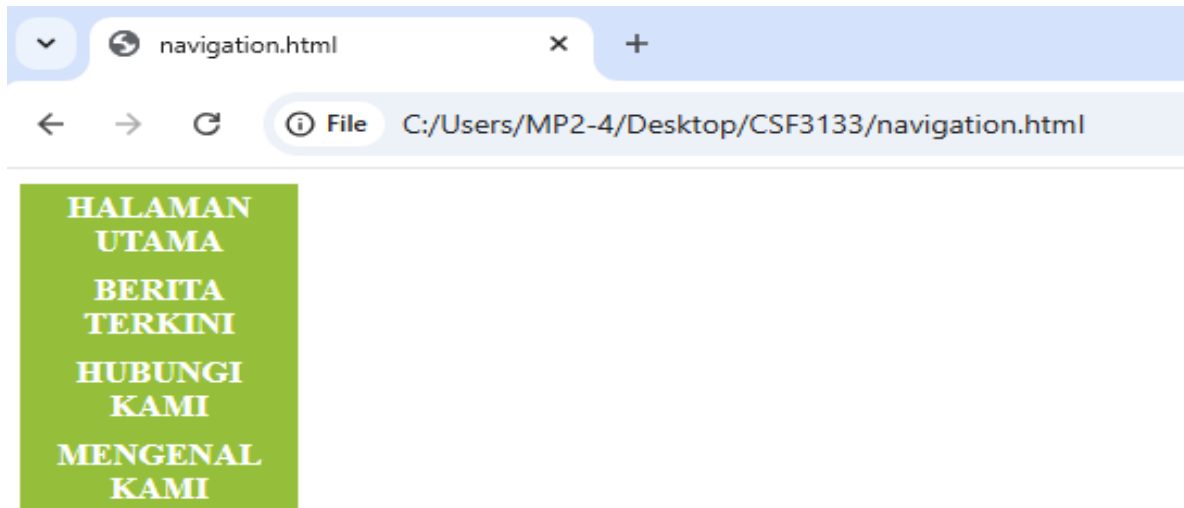 navigation.html
File C:/Users/MP2-4/Desktop/CSF3133/navigation.html
HALAMAN
UTAMA
BERITA
TERKINI
HUBUNGI
KAMI
MENGENAL
KAMI